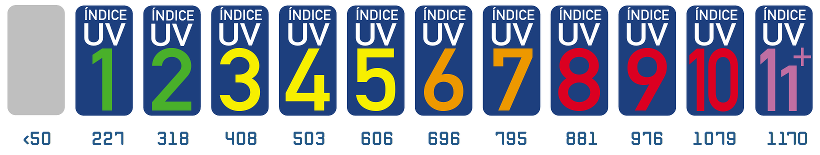 ÍNDICE ÍNDICE ÍNDICE ÍNDICE ÍNDICE ÍNDICE ÍNDICE ÍNDICE ÍNDICE ÍNDICE ÍNDICE
UV UV UV UV UV UV UV UV UV UV UV
1 2 3 4 5 6 7 8 9 10 11+
<50 227 318 408 503 606 696 795 881 976 1079 1170